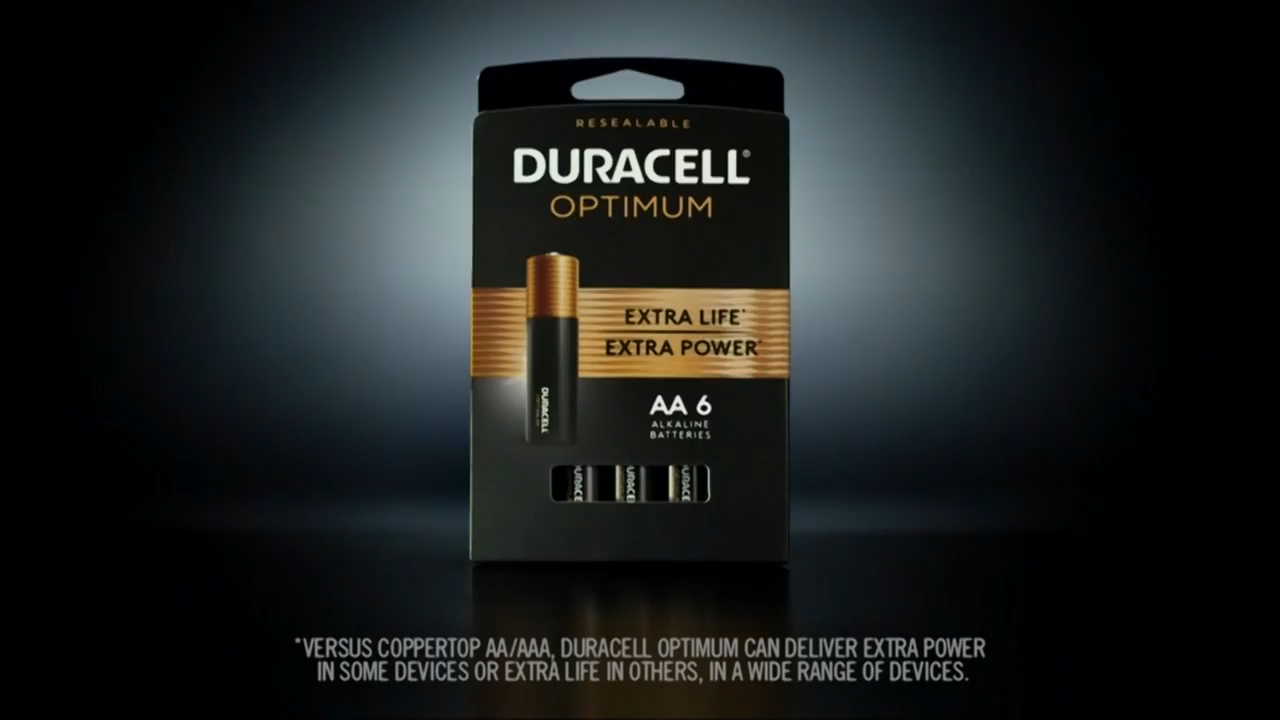 RESEALABLE
DURACELL®
OPTIMUM
EXTRA LIFE*
EXTRA POWER*
DURACELL
AA 6
ALKALINE
BATTERIES
*VERSUS COPPERTOP AA/AAA, DURACELL OPTIMUM CAN DELIVER EXTRA POWER
IN SOME DEVICES OR EXTRA LIFE IN OTHERS, IN A WIDE RANGE OF DEVICES.